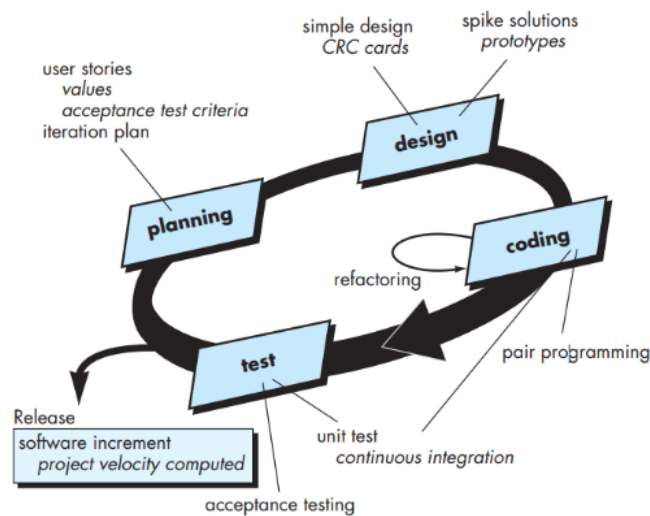 simple design
CRC cards
spike solutions
prototypes
user stories
values
acceptance test criteria
iteration plan
design
planning
coding
refactoring
test
pair programming
Release
software increment
project velocity computed
unit test
continuous integration
acceptance testing